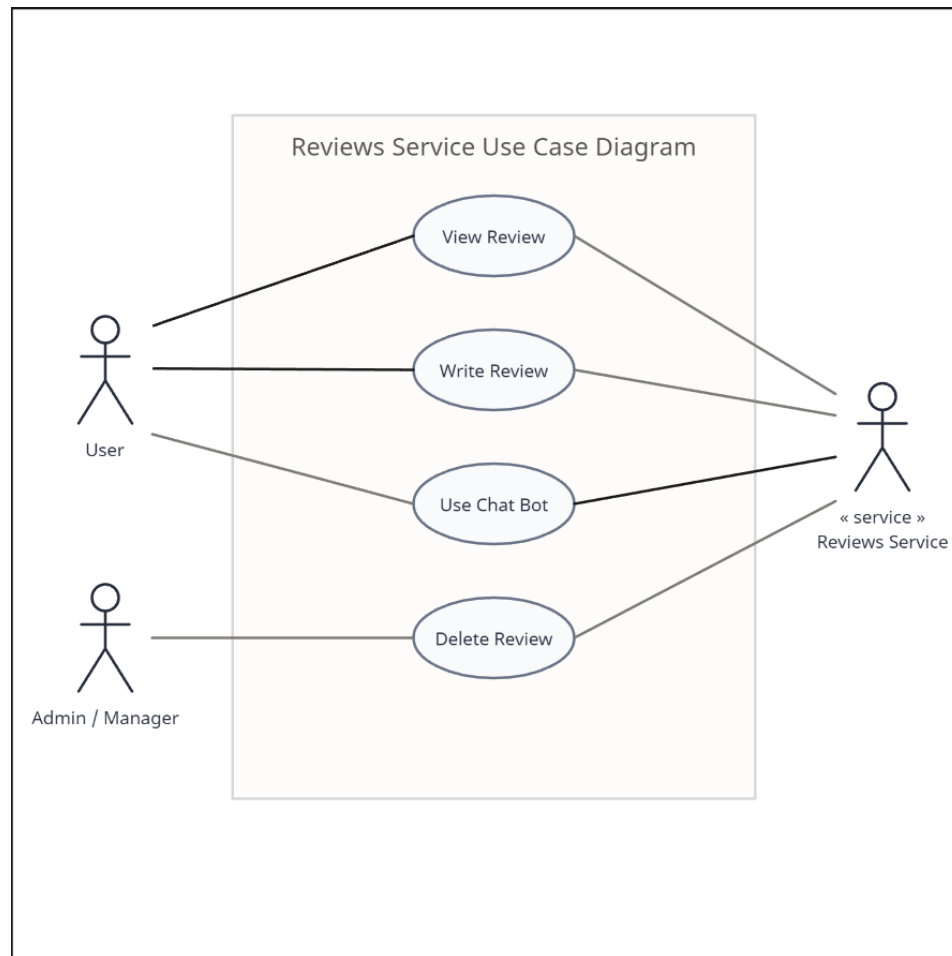 Reviews Service Use Case Diagram
View Review
Write Review
User
Use Chat Bot
« service »
Reviews Service
Delete Review
Admin / Manager